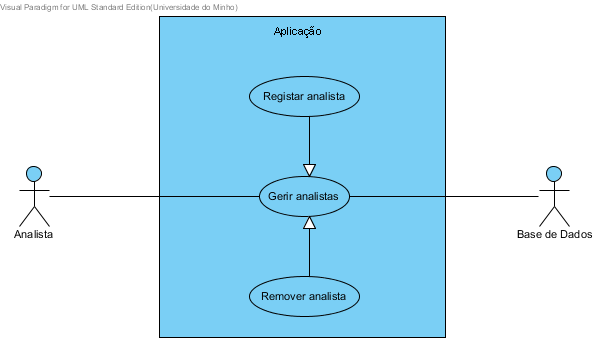 Visual Paradigm for UML Standard Edition(Universidade do Minho)
Aplicação
Registar analista
Gerir analistas
Analista
Base de Dados
Remover analista